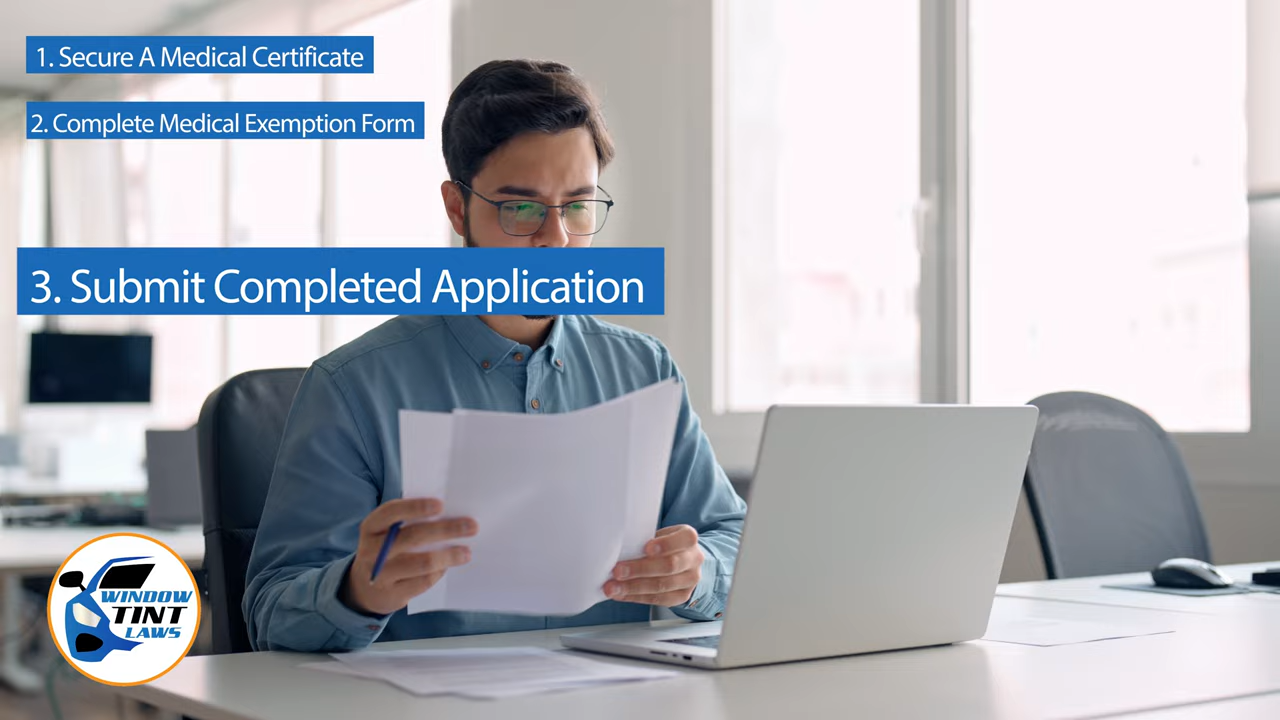 1. Secure A Medical Certificate
2. Complete Medical Exemption Form
3. Submit Completed Application
WINDOW
TINT
LAWS